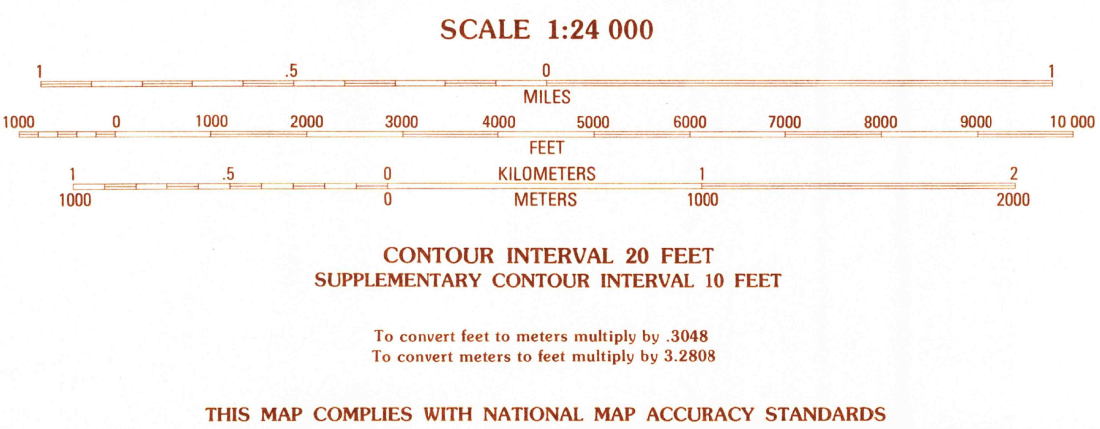 SCALE 1:24 000
1 .5 0 1
MILES
1000 0 1000 2000 3000 4000 5000 6000 7000 8000 9000 10 000
FEET
1 .5 0 KILOMETERS 1 2
1000 0 METERS 1000 2000
CONTOUR INTERVAL 20 FEET
SUPPLEMENTARY CONTOUR INTERVAL 10 FEET
To convert feet to meters multiply by .3048
To convert meters to feet multiply by 3.2808
THIS MAP COMPLIES WITH NATIONAL MAP ACCURACY STANDARDS